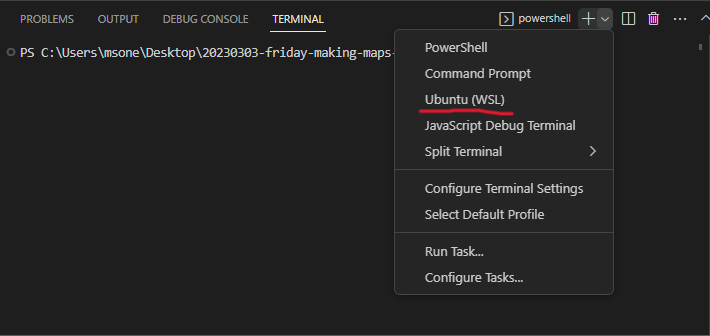 PROBLEMS OUTPUT DEBUG CONSOLE TERMINAL powershell
PS C:\Users\msone\Desktop\20230303-friday-making-maps-
PowerShell
Command Prompt
Ubuntu (WSL)
JavaScript Debug Terminal
Split Terminal
Configure Terminal Settings
Select Default Profile
Run Task...
Configure Tasks...